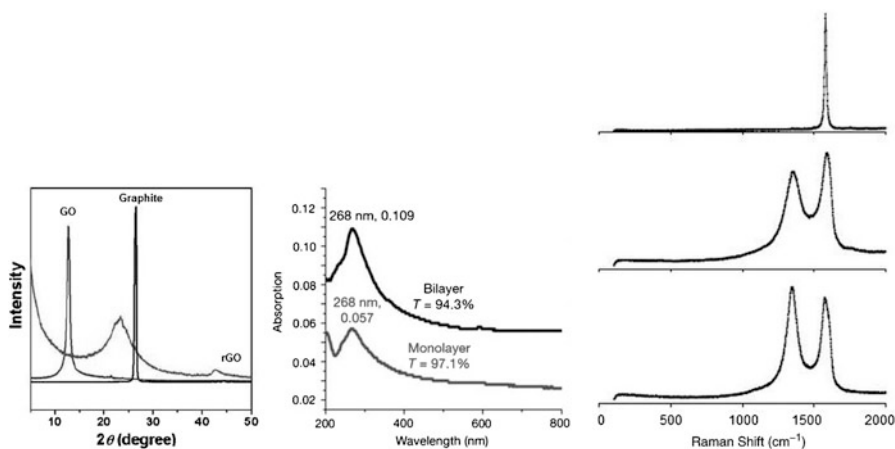 Intensity
GO
Graphite
rGO
10 20 30 40 50
2θ (degree)
Absorption
0.12
0.10
0.08
0.06
0.04
0.02
268 nm, 0.109
Bilayer
T = 94.3%
268 nm,
0.057
Monolayer
T = 97.1%
200 400 600 800
Wavelength (nm)
0 500 1000 1500 2000
Raman Shift (cm⁻¹)